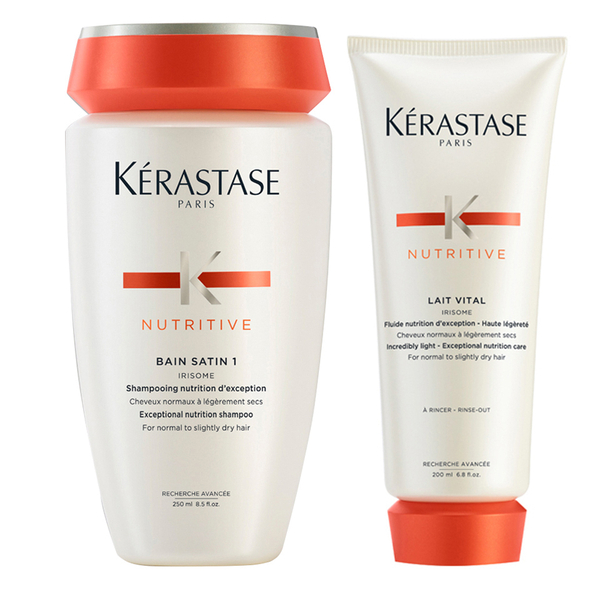 KÉRASTASE
PARIS
K
NUTRITIVE
BAIN SATIN 1
IRISOME
Shampooing nutrition d'exception
Cheveux normaux à légèrement secs
Exceptional nutrition shampoo
For normal to slightly dry hair
RECHERCHE AVANCÉE
250 ml 8.5 fl.oz.
KÉRASTASE
PARIS
K
NUTRITIVE
LAIT VITAL
IRISOME
Fluide nutrition d'exception - Haute légèreté
Cheveux normaux à légèrement secs
Incredibly light - Exceptional nutrition care
For normal to slightly dry hair
À RINCER - RINSE-OUT
RECHERCHE AVANCÉE
200 ml 6.8 fl.oz.